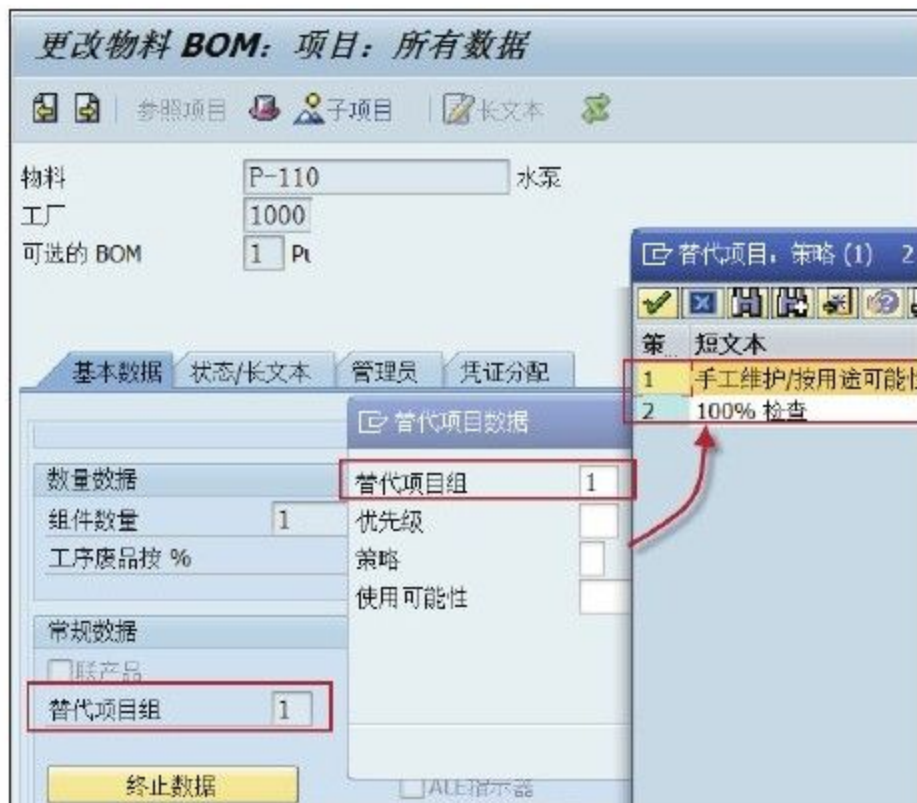 更改物料 BOM：项目：所有数据
参照项目 子项目 长文本
物料 P-110 水泵
工厂 1000
可选的 BOM 1
替代项目，策略 (1) 2
策 短文本
1 手工维护/按用途可能性
2 100% 检查
基本数据 状态/长文本 管理员 凭证分配
替代项目数据
替代项目组 1
优先级
策略
使用可能性
数量数据
组件数量 1
工序废品按 %
常规数据
联产品
替代项目组 1
终止数据
ALE指示器